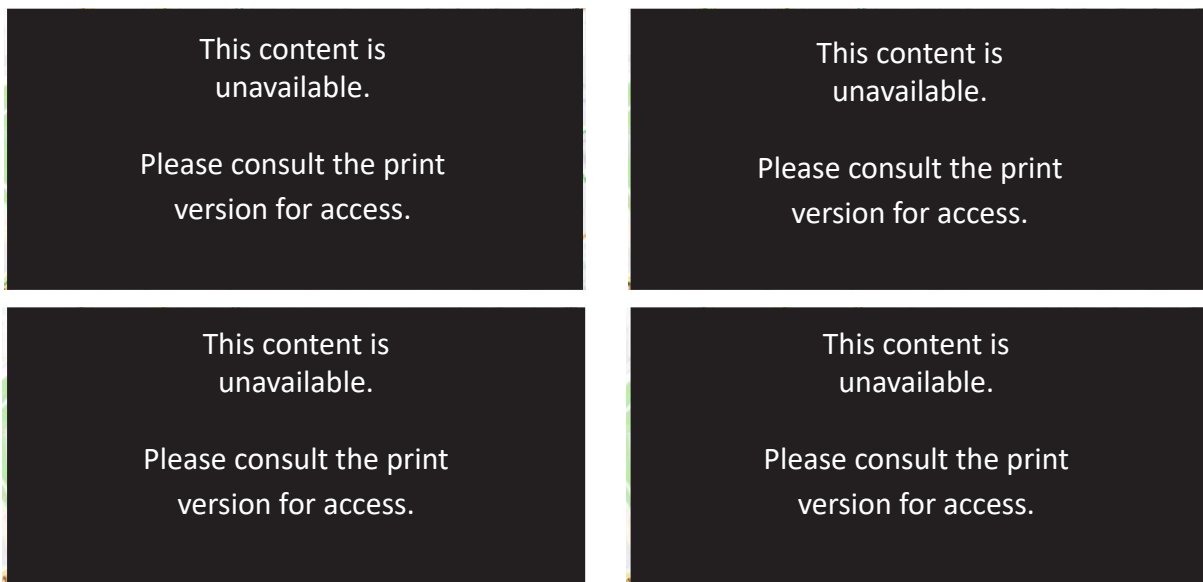 This content is
unavailable.
Please consult the print
version for access.
This content is
unavailable.
Please consult the print
version for access.
This content is
unavailable.
Please consult the print
version for access.
This content is
unavailable.
Please consult the print
version for access.